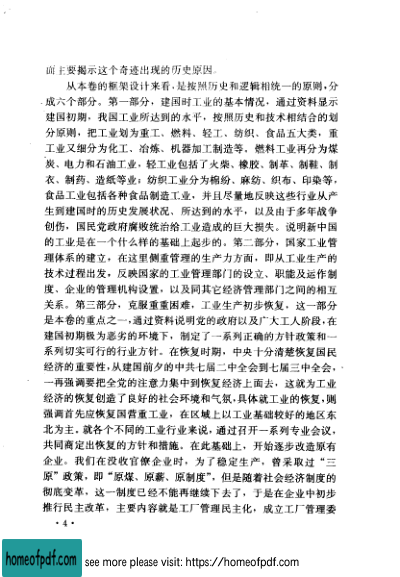 而主要揭示这个奇迹出现的历史原因。
从本卷的框架设计来看,是按照历史和逻辑相统一的原则,分
成六个部分。第一部分,建国时工业的基本情况,通过资料显示
建国初期,我国工业所达到的水平,按照历史和技术相结合的划
分原则,把工业划为重工、燃料、轻工、纺织、食品五大类,重
工业又细分为化工、冶炼、机器加工制造等,燃料工业再分为煤
炭、电力和石油工业,轻工业包括了火柴、橡胶、制革、制鞋、制
衣、制药、造纸等业;纺织工业分为棉纺、麻纺、织布、印染等,
食品工业包括各种食品制造工业,并且尽量地反映这些行业从产
生到建国时的历史发展状况、所达到的水平,以及由于多年战争
创伤,国民党政府腐败统治给工业造成的巨大损失。说明新中国
的工业是在一个什么样的基础上起步的。第二部分,国家工业管
理体系的建立,在这里侧重管理的生产力方面,即从工业生产的
技术过程出发,反映国家的工业管理部门的设立、职能及运作制
度、企业的管理机构设置,以及同其它经济管理部门之间的相互
关系。第三部分,克服重重困难,工业生产初步恢复,这一部分
是本卷的重点之一,通过资料说明党的政府以及广大工人阶段,在
建国初期极为恶劣的环境下,制定了一系列正确的方针政策和一
系列切实可行的行业方针。在恢复时期,中央十分清楚恢复国民
经济的重要性,从建国前夕的中共七届二中全会到七届三中全会,
一再强调要把全党的注意力集中到恢复经济上面去,这就为工业
经济的恢复创造了良好的社会环境和气氛,具体就工业的恢复,则
强调首先应恢复国营重工业,在区域上以工业基础较好的地区东
北为主。就各个不同的工业行业来说,通过召开一系列专业会议,
共同商定出恢复的方针和措施。在此基础上,开始逐步改造原有
企业。我们在没收官僚企业时,为了稳定生产,曾采取过“三
原”政策,即“原煤、原薪、原制度”,但是随着社会经济制度的
彻底变革,这一制度已经不能再继续下去了,于是在企业中初步
推行民主改革,主要内容就是工厂管理民主化,成立工厂管理委
·4·
homeofpdf.com
see more please visit: https://homeofpdf.com